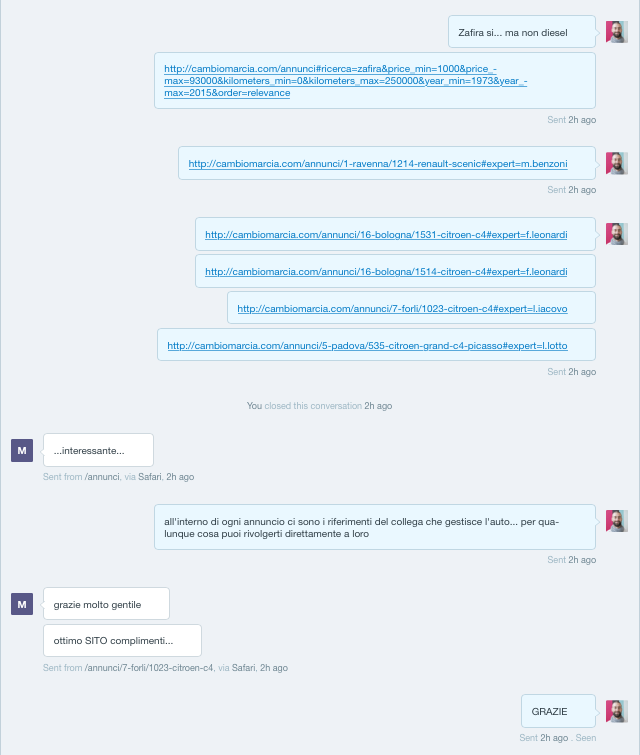 Zafira si... ma non diesel
http://cambiomarcia.com/annunci#ricerca=zafira&price_min=1000&price_-
max=93000&kilometers_min=0&kilometers_max=250000&year_min=1973&year_-
max=2015&order=relevance
Sent 2h ago
http://cambiomarcia.com/annunci/1-ravenna/1214-renault-scenic#expert=m.benzoni
Sent 2h ago
http://cambiomarcia.com/annunci/16-bologna/1531-citroen-c4#expert=f.leonardi
http://cambiomarcia.com/annunci/16-bologna/1514-citroen-c4#expert=f.leonardi
http://cambiomarcia.com/annunci/7-forli/1023-citroen-c4#expert=l.iacovo
http://cambiomarcia.com/annunci/5-padova/535-citroen-grand-c4-picasso#expert=l.lotto
Sent 2h ago
You closed this conversation 2h ago
M
...interessante...
Sent from /annunci, via Safari, 2h ago
all'interno di ogni annuncio ci sono i riferimenti del collega che gestisce l'auto... per qua-
lunque cosa puoi rivolgerti direttamente a loro
Sent 2h ago
M
grazie molto gentile
ottimo SITO complimenti...
Sent from /annunci/7-forli/1023-citroen-c4, via Safari, 2h ago
GRAZIE
Sent 2h ago . Seen